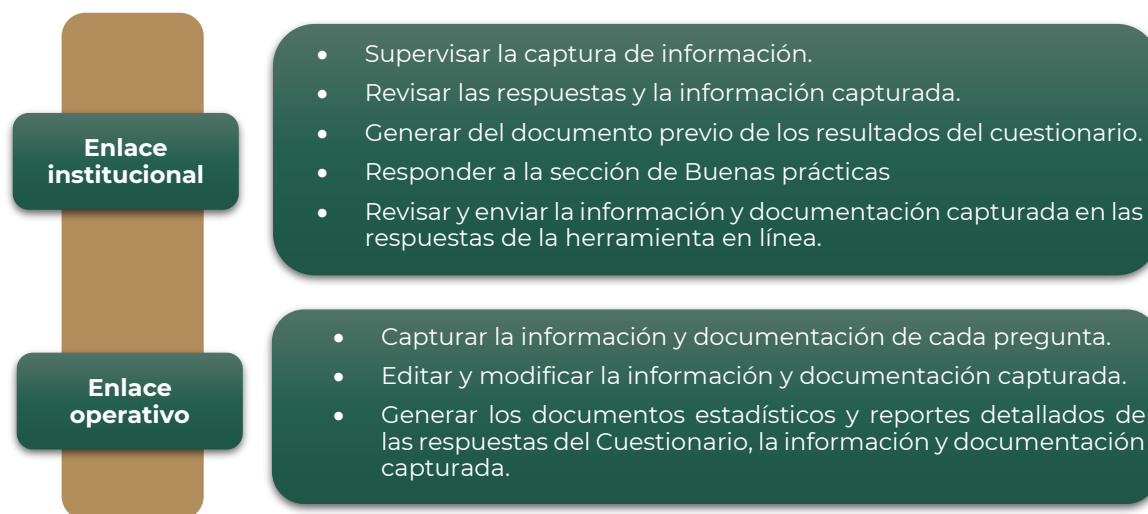 Enlace
institucional
• Supervisar la captura de información.
• Revisar las respuestas y la información capturada.
• Generar del documento previo de los resultados del cuestionario.
• Responder a la sección de Buenas prácticas
• Revisar y enviar la información y documentación capturada en las
respuestas de la herramienta en línea.
Enlace
operativo
• Capturar la información y documentación de cada pregunta.
• Editar y modificar la información y documentación capturada.
• Generar los documentos estadísticos y reportes detallados de
las respuestas del Cuestionario, la información y documentación
capturada.